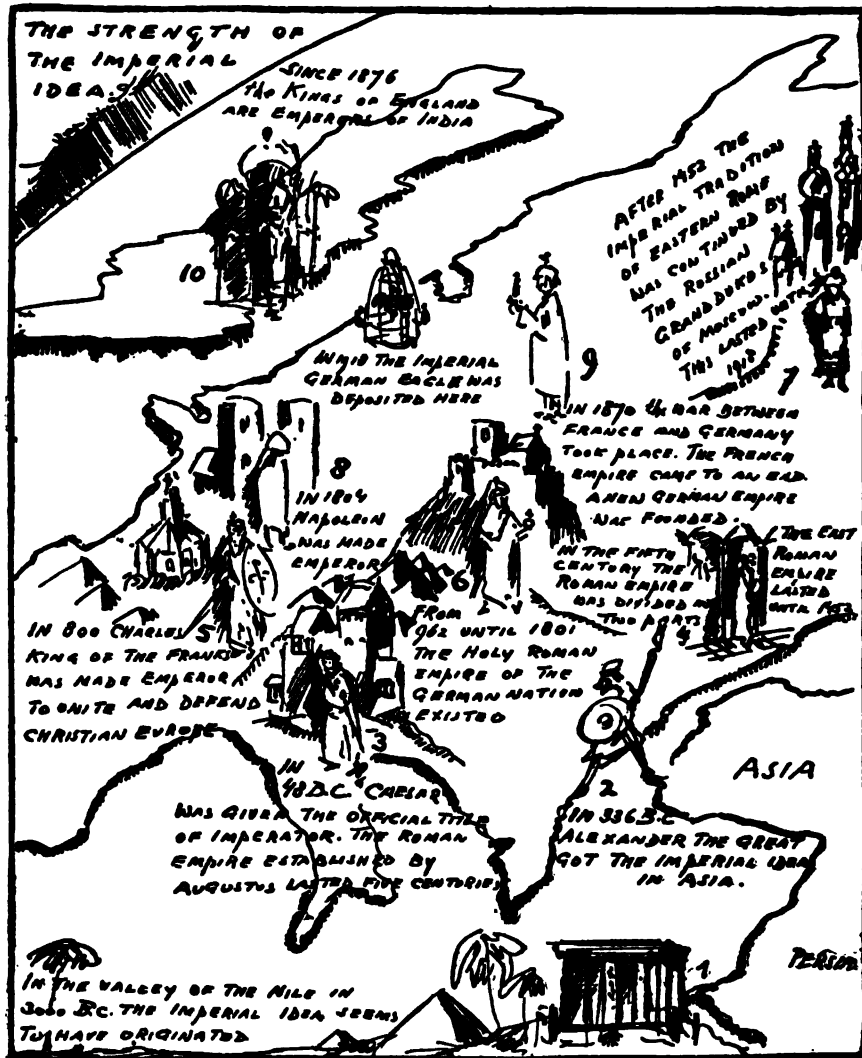 THE STRENGTH OF
THE IMPERIAL
IDEA.
SINCE 1876
the KINGS OF ENGLAND
ARE EMPERORS OF INDIA
10
AFTER 1453 THE
IMPERIAL TRADITION
OF EASTERN ROME
WAS CONTINUED BY
THE RUSSIAN
GRANDDUKES
OF MOSCOW.
THIS LASTED UNTIL
1918
7
IN 1918 THE IMPERIAL
GERMAN EAGLE WAS
DEPOSITED HERE
9
IN 1870 the WAR BETWEEN
FRANCE AND GERMANY
TOOK PLACE. THE FRENCH
EMPIRE CAME TO AN END.
A NEW GERMAN EMPIRE
WAS FOUNDED.
8
IN 1804
NAPOLEON
WAS MADE
EMPEROR
IN THE FIFTH
CENTURY THE
ROMAN EMPIRE
WAS DIVIDED IN
TWO PARTS
4
THE EAST
ROMAN
EMPIRE
LASTED
UNTIL 1453
5
IN 800 CHARLES
KING OF THE FRANKS
WAS MADE EMPEROR
TO UNITE AND DEFEND
CHRISTIAN EUROPE
6
FROM
962 UNTIL 1801
THE HOLY ROMAN
EMPIRE OF THE
GERMAN NATION
EXISTED
3
IN
48 B.C. CAESAR
WAS GIVEN THE OFFICIAL TITLE
OF IMPERATOR. THE ROMAN
EMPIRE ESTABLISHED BY
AUGUSTUS LASTED FIVE CENTURIES
ASIA
2
IN 336 B.C
ALEXANDER THE GREAT
GOT THE IMPERIAL IDEA
IN ASIA.
PERSIA
1
IN THE VALLEY OF THE NILE IN
3000 B.C. THE IMPERIAL IDEA SEEMS
TO HAVE ORIGINATED